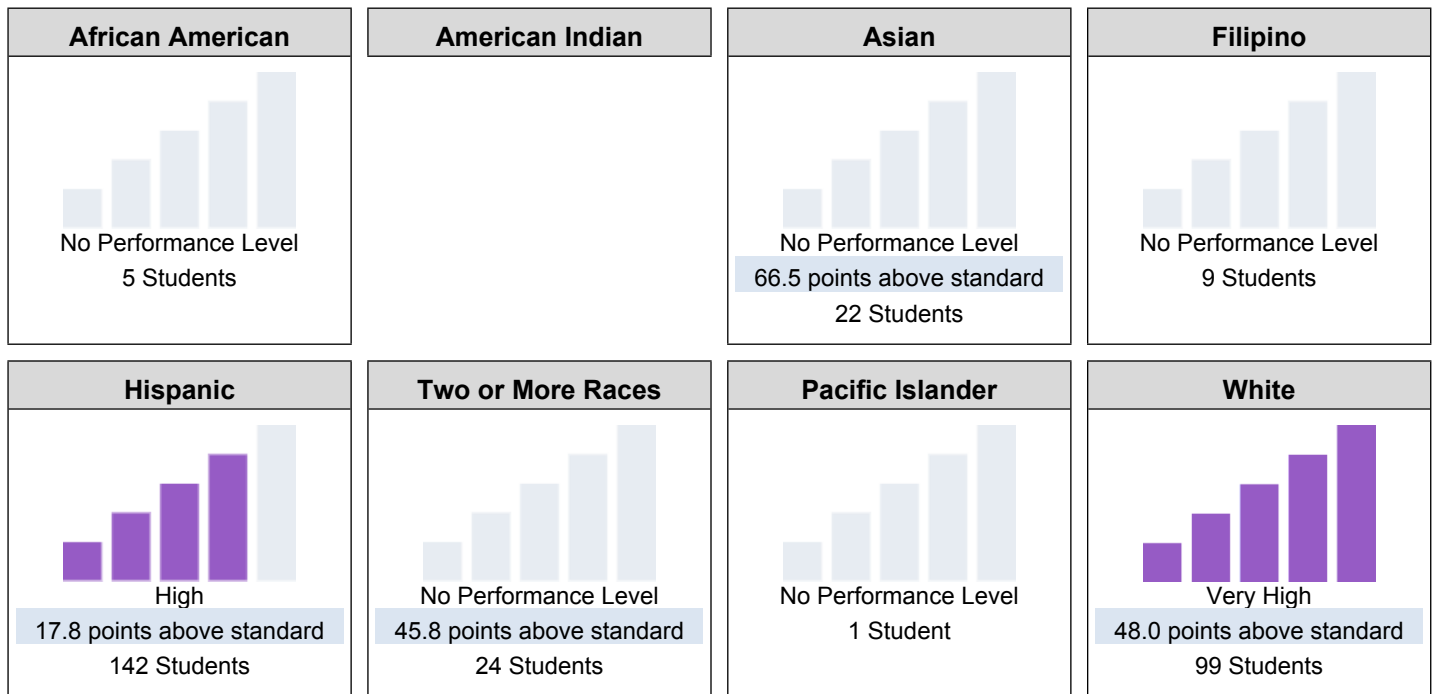 African American
No Performance Level
5 Students
American Indian
Asian
No Performance Level
66.5 points above standard
22 Students
Filipino
No Performance Level
9 Students
Hispanic
High
17.8 points above standard
142 Students
Two or More Races
No Performance Level
45.8 points above standard
24 Students
Pacific Islander
No Performance Level
1 Student
White
Very High
48.0 points above standard
99 Students